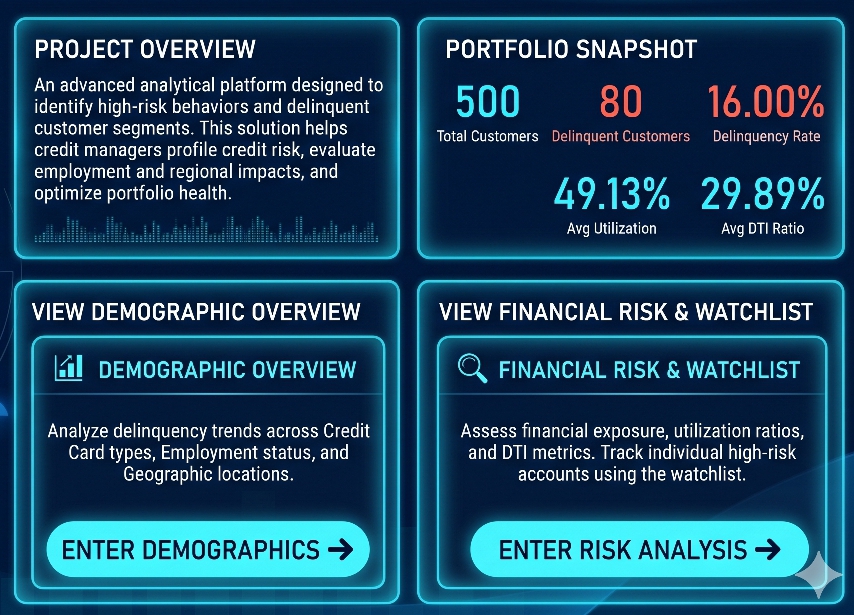 PROJECT OVERVIEW
An advanced analytical platform designed to
identify high-risk behaviors and delinquent
customer segments. This solution helps
credit managers profile credit risk, evaluate
employment and regional impacts, and
optimize portfolio health.
PORTFOLIO SNAPSHOT
500
Total Customers
80
Delinquent Customers
16.00%
Delinquency Rate
49.13%
Avg Utilization
29.89%
Avg DTI Ratio
VIEW DEMOGRAPHIC OVERVIEW
DEMOGRAPHIC OVERVIEW
Analyze delinquency trends across Credit
Card types, Employment status, and
Geographic locations.
ENTER DEMOGRAPHICS →
VIEW FINANCIAL RISK & WATCHLIST
FINANCIAL RISK & WATCHLIST
Assess financial exposure, utilization ratios,
and DTI metrics. Track individual high-risk
accounts using the watchlist.
ENTER RISK ANALYSIS →